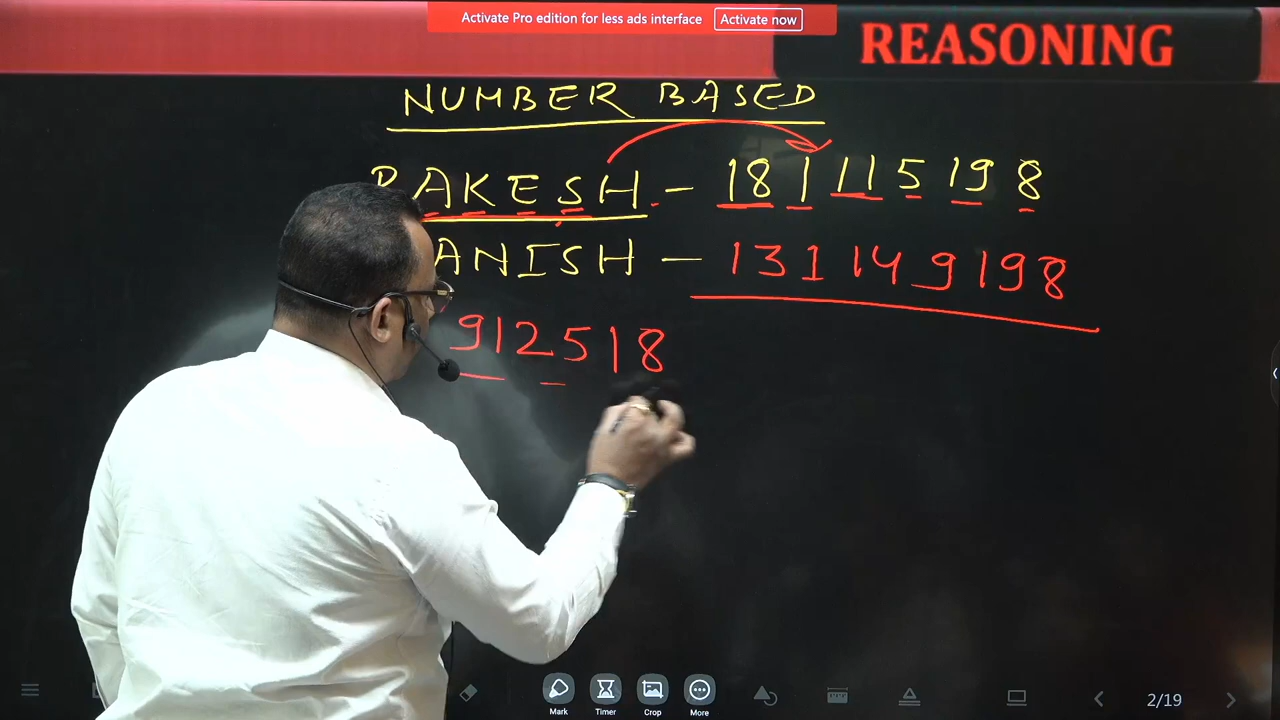 Activate Pro edition for less ads interface Activate now
REASONING
NUMBER BASED
RAKESH - 18 1 11 5 19 8
ANISH - 13 1 14 9 19 8
912518
Mark Timer Crop More
2/19